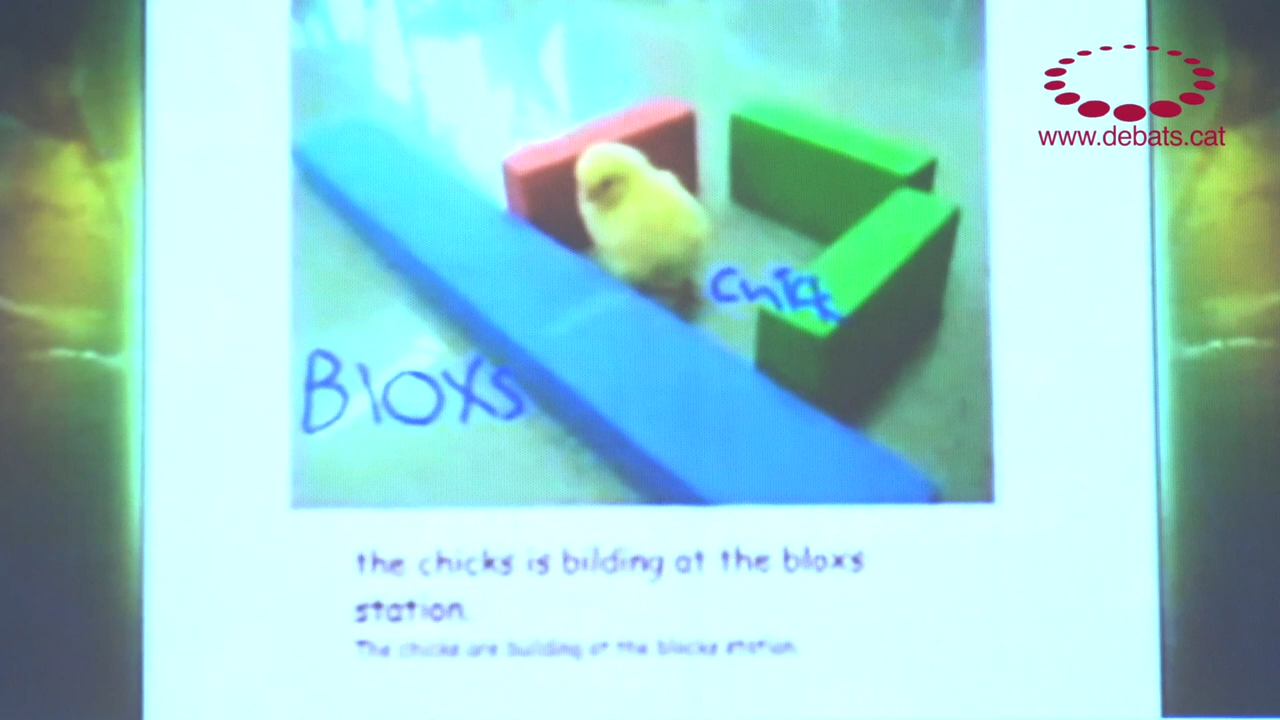 www.debats.cat
chick
Bloxs
the chicks is bilding at the bloxs
station.
The chicks are building at the blocks station.